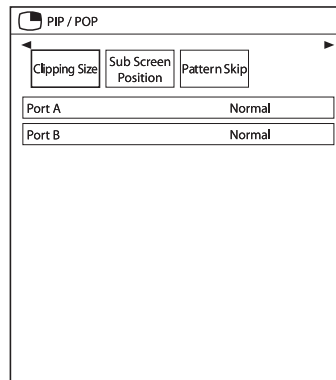 PIP / POP
Clipping Size
Sub Screen
Position
Pattern Skip
Port A Normal
Port B Normal